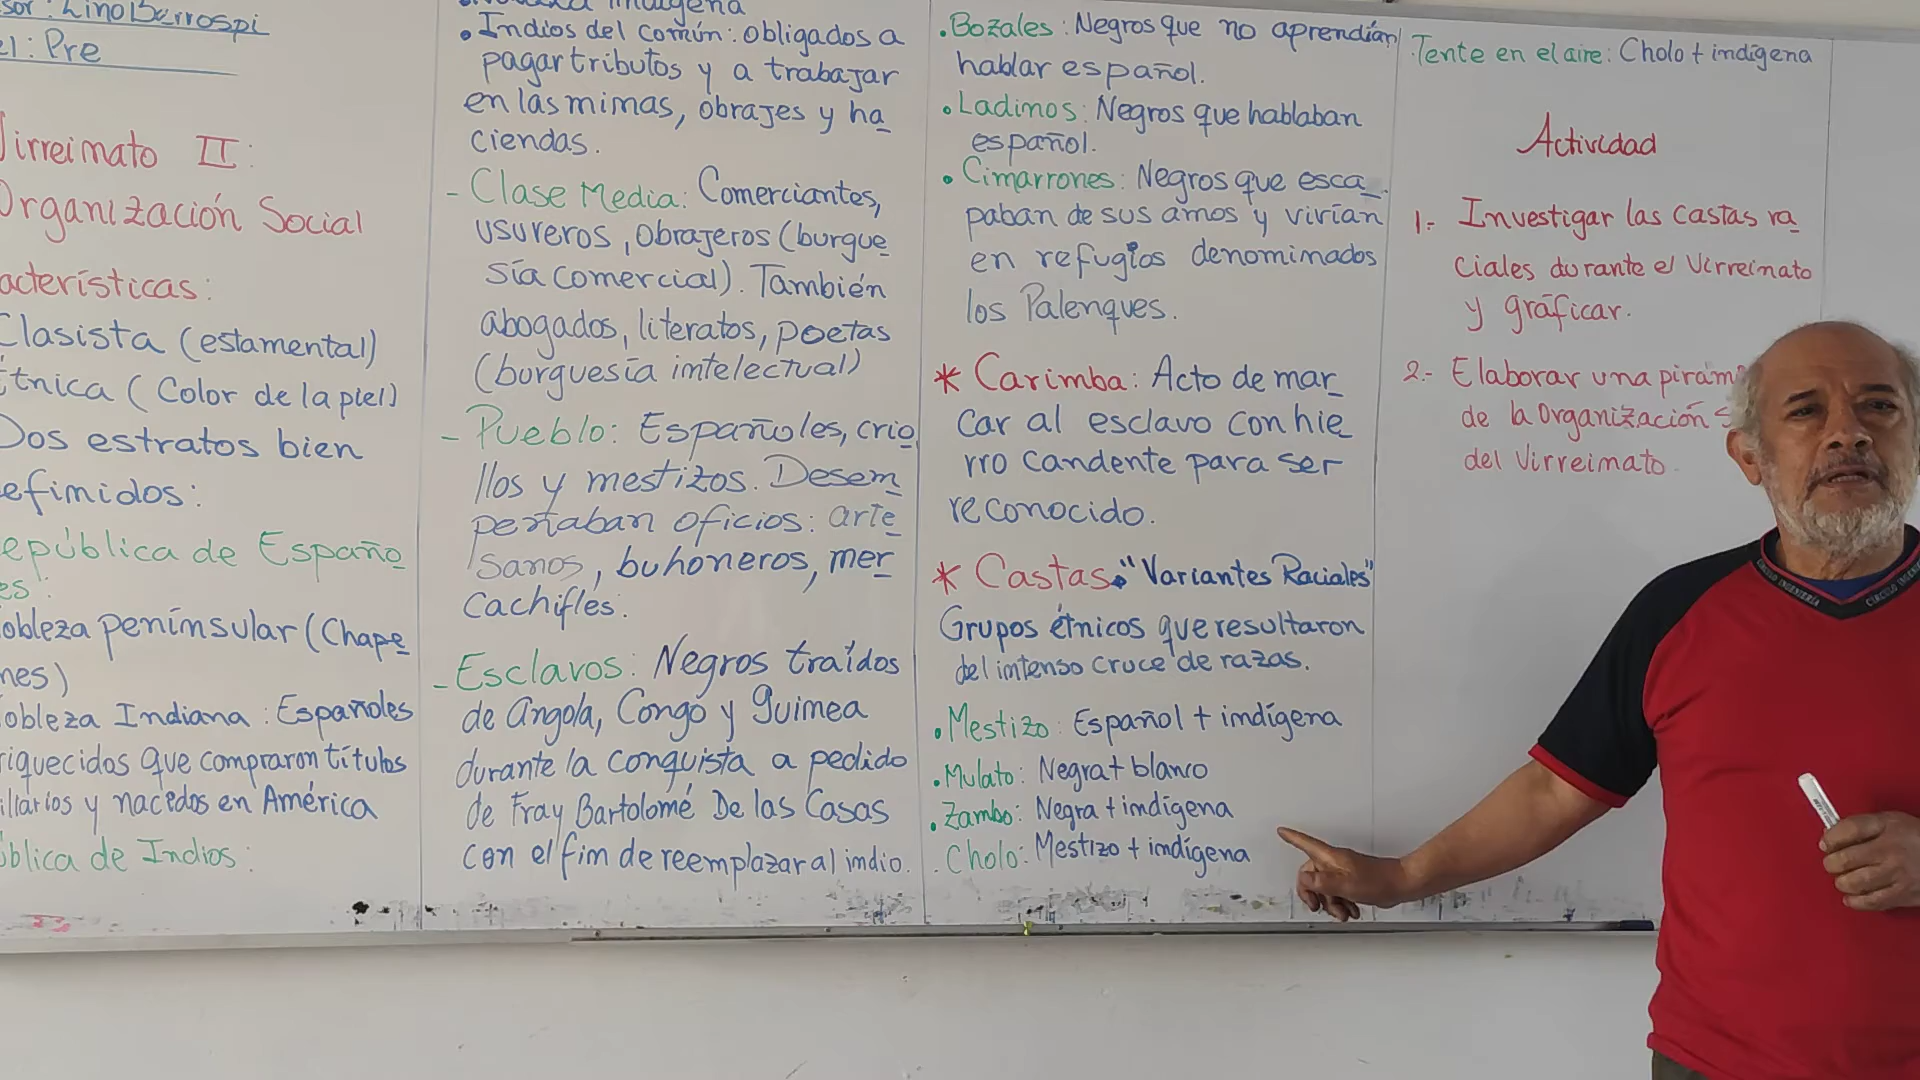 sor: Lino Barrospi
el: Pre
Virreinato II:
Organización Social
acterísticas:
Clasista (estamental)
Étnica (Color de la piel)
Dos estratos bien
efinidos:
epública de Españo
es:
obleza peninsular (Chape
nes)
obleza Indiana: Españoles
riquecidos que compraron títulos
iliarios y nacidos en América
ública de Indios:
indígena
• Indios del común: obligados a
pagar tributos y a trabajar
en las minas, obrajes y ha
ciendas.
- Clase Media: Comerciantes,
usureros, obrajeros (burgue
sía comercial). También
abogados, literatos, poetas
(burguesía intelectual)
- Pueblo: Españoles, crio
llos y mestizos. Desem
peñaban oficios: arte
sanos, buhoneros, mer
cachifles.
- Esclavos: Negros traídos
de Angola, Congo y Guinea
durante la conquista a pedido
de Fray Bartolomé De las Casas
con el fin de reemplazar al indio.
• Bozales: Negros que no aprendían
hablar español.
• Ladinos: Negros que hablaban
español.
• Cimarrones: Negros que esca
paban de sus amos y vivían
en refugios denominados
los Palenques.
* Carimba: Acto de mar
car al esclavo con hie
rro candente para ser
reconocido.
* Castas: "Variantes Raciales"
Grupos étnicos que resultaron
del intenso cruce de razas.
• Mestizo: Español + indígena
• Mulato: Negra + blanco
• Zambo: Negra + indígena
. Cholo: Mestizo + indígena
. Tente en el aire: Cholo + indígena
Actividad
1.- Investigar las castas ra
ciales durante el Virreinato
y gráficar.
2.- Elaborar una pirám
de la Organización S
del Virreinato.
CIRCULO INGENIERÍA